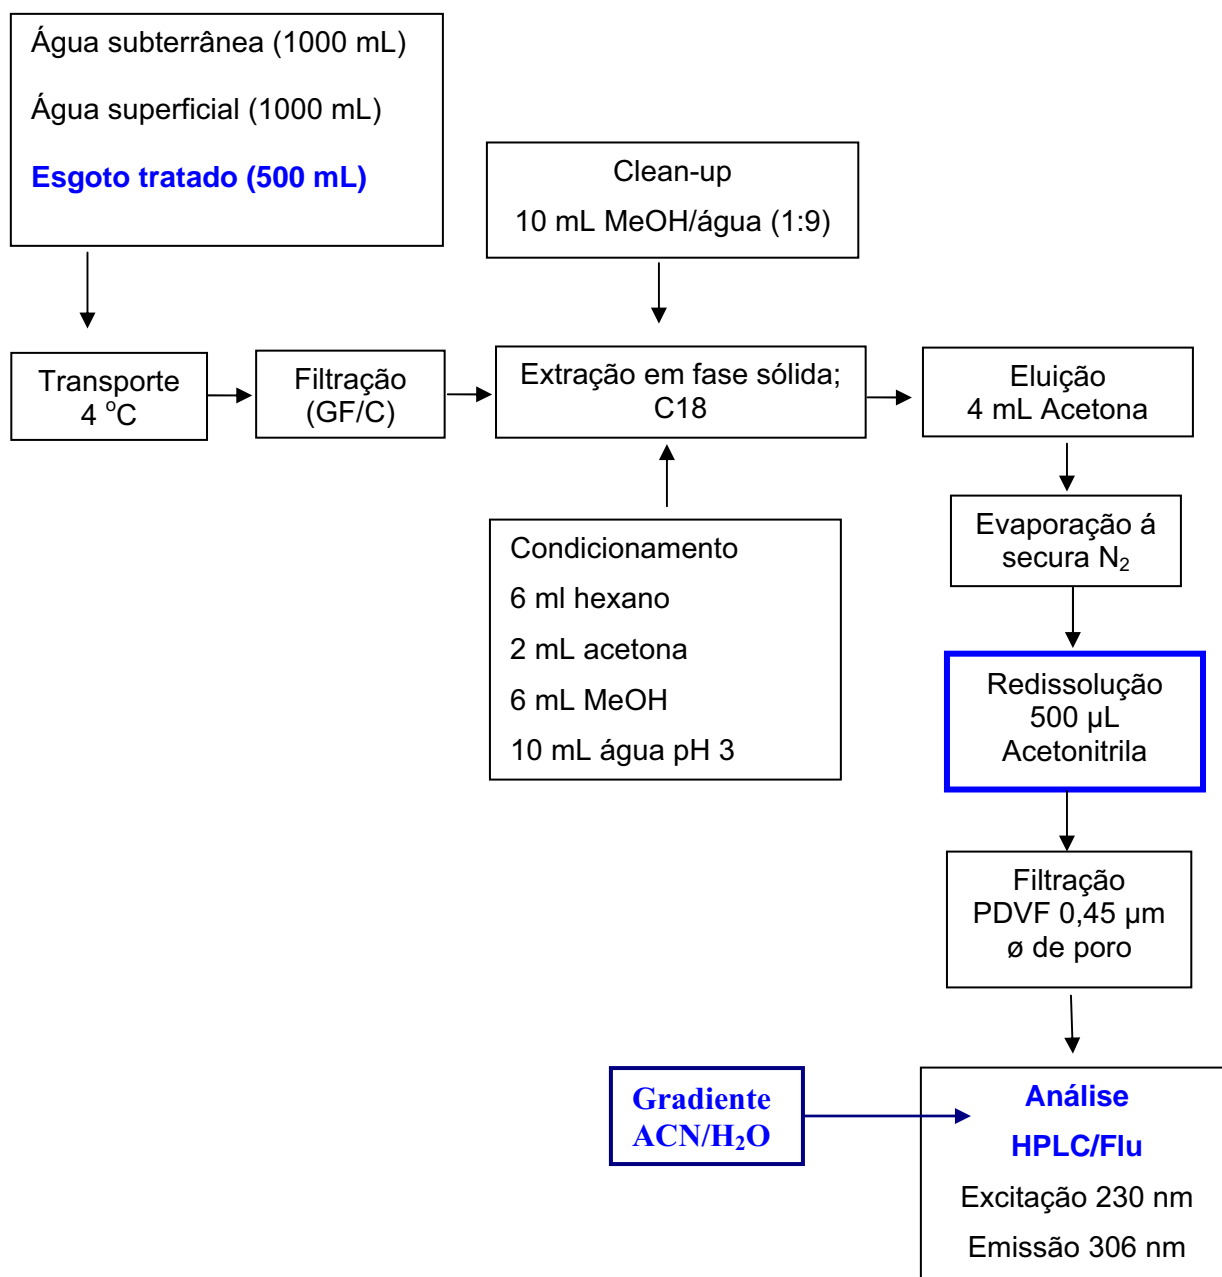 Água subterrânea (1000 mL)
Água superficial (1000 mL)
Esgoto tratado (500 mL)
Clean-up
10 mL MeOH/água (1:9)
Transporte
4 °C
Filtração
(GF/C)
Extração em fase sólida;
C18
Eluição
4 mL Acetona
Condicionamento
6 ml hexano
2 mL acetona
6 mL MeOH
10 mL água pH 3
Evaporação á
secura N₂
Redissolução
500 µL
Acetonitrila
Filtração
PDVF 0,45 µm
ø de poro
Gradiente
ACN/H₂O
Análise
HPLC/Flu
Excitação 230 nm
Emissão 306 nm